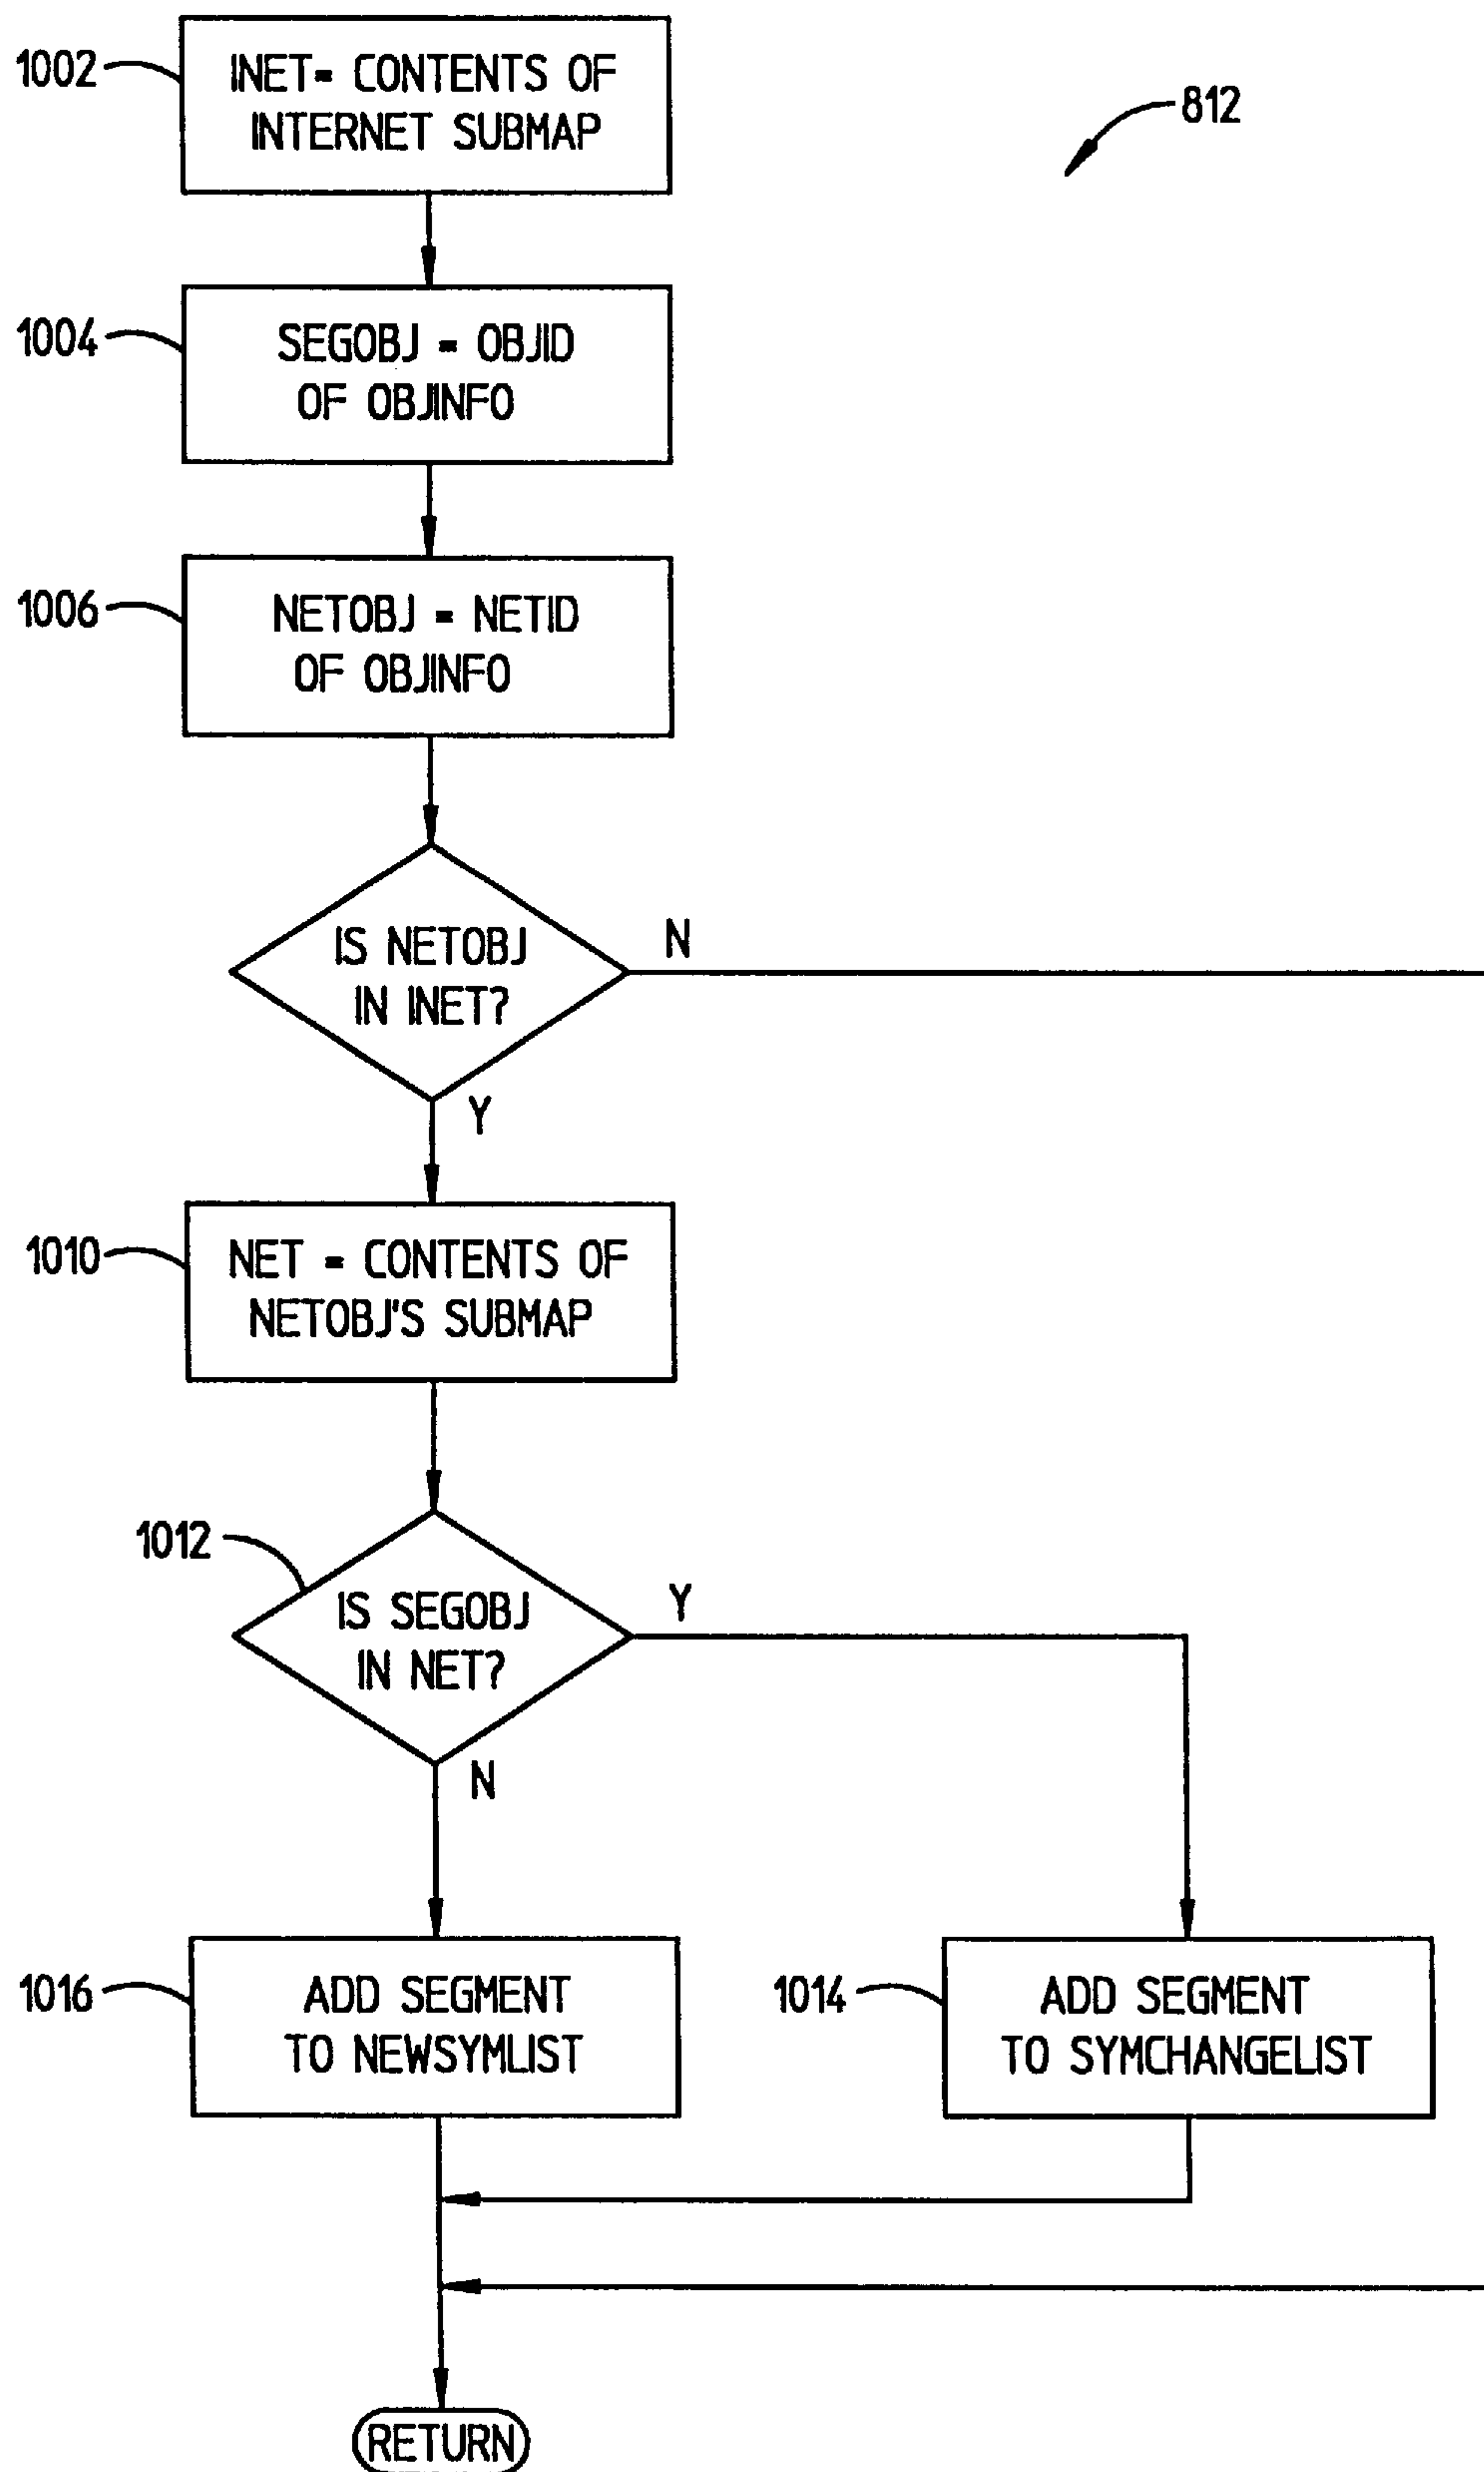 1002
INET= CONTENTS OF
INTERNET SUBMAP
812
1004
SEGOBJ = OBJID
OF OBJINFO
1006
NETOBJ = NETID
OF OBJINFO
IS NETOBJ
IN INET?
N
Y
1010
NET = CONTENTS OF
NETOBJ'S SUBMAP
1012
IS SEGOBJ
IN NET?
Y
N
1016
ADD SEGMENT
TO NEWSYMLIST
1014
ADD SEGMENT
TO SYMCHANGELIST
RETURN